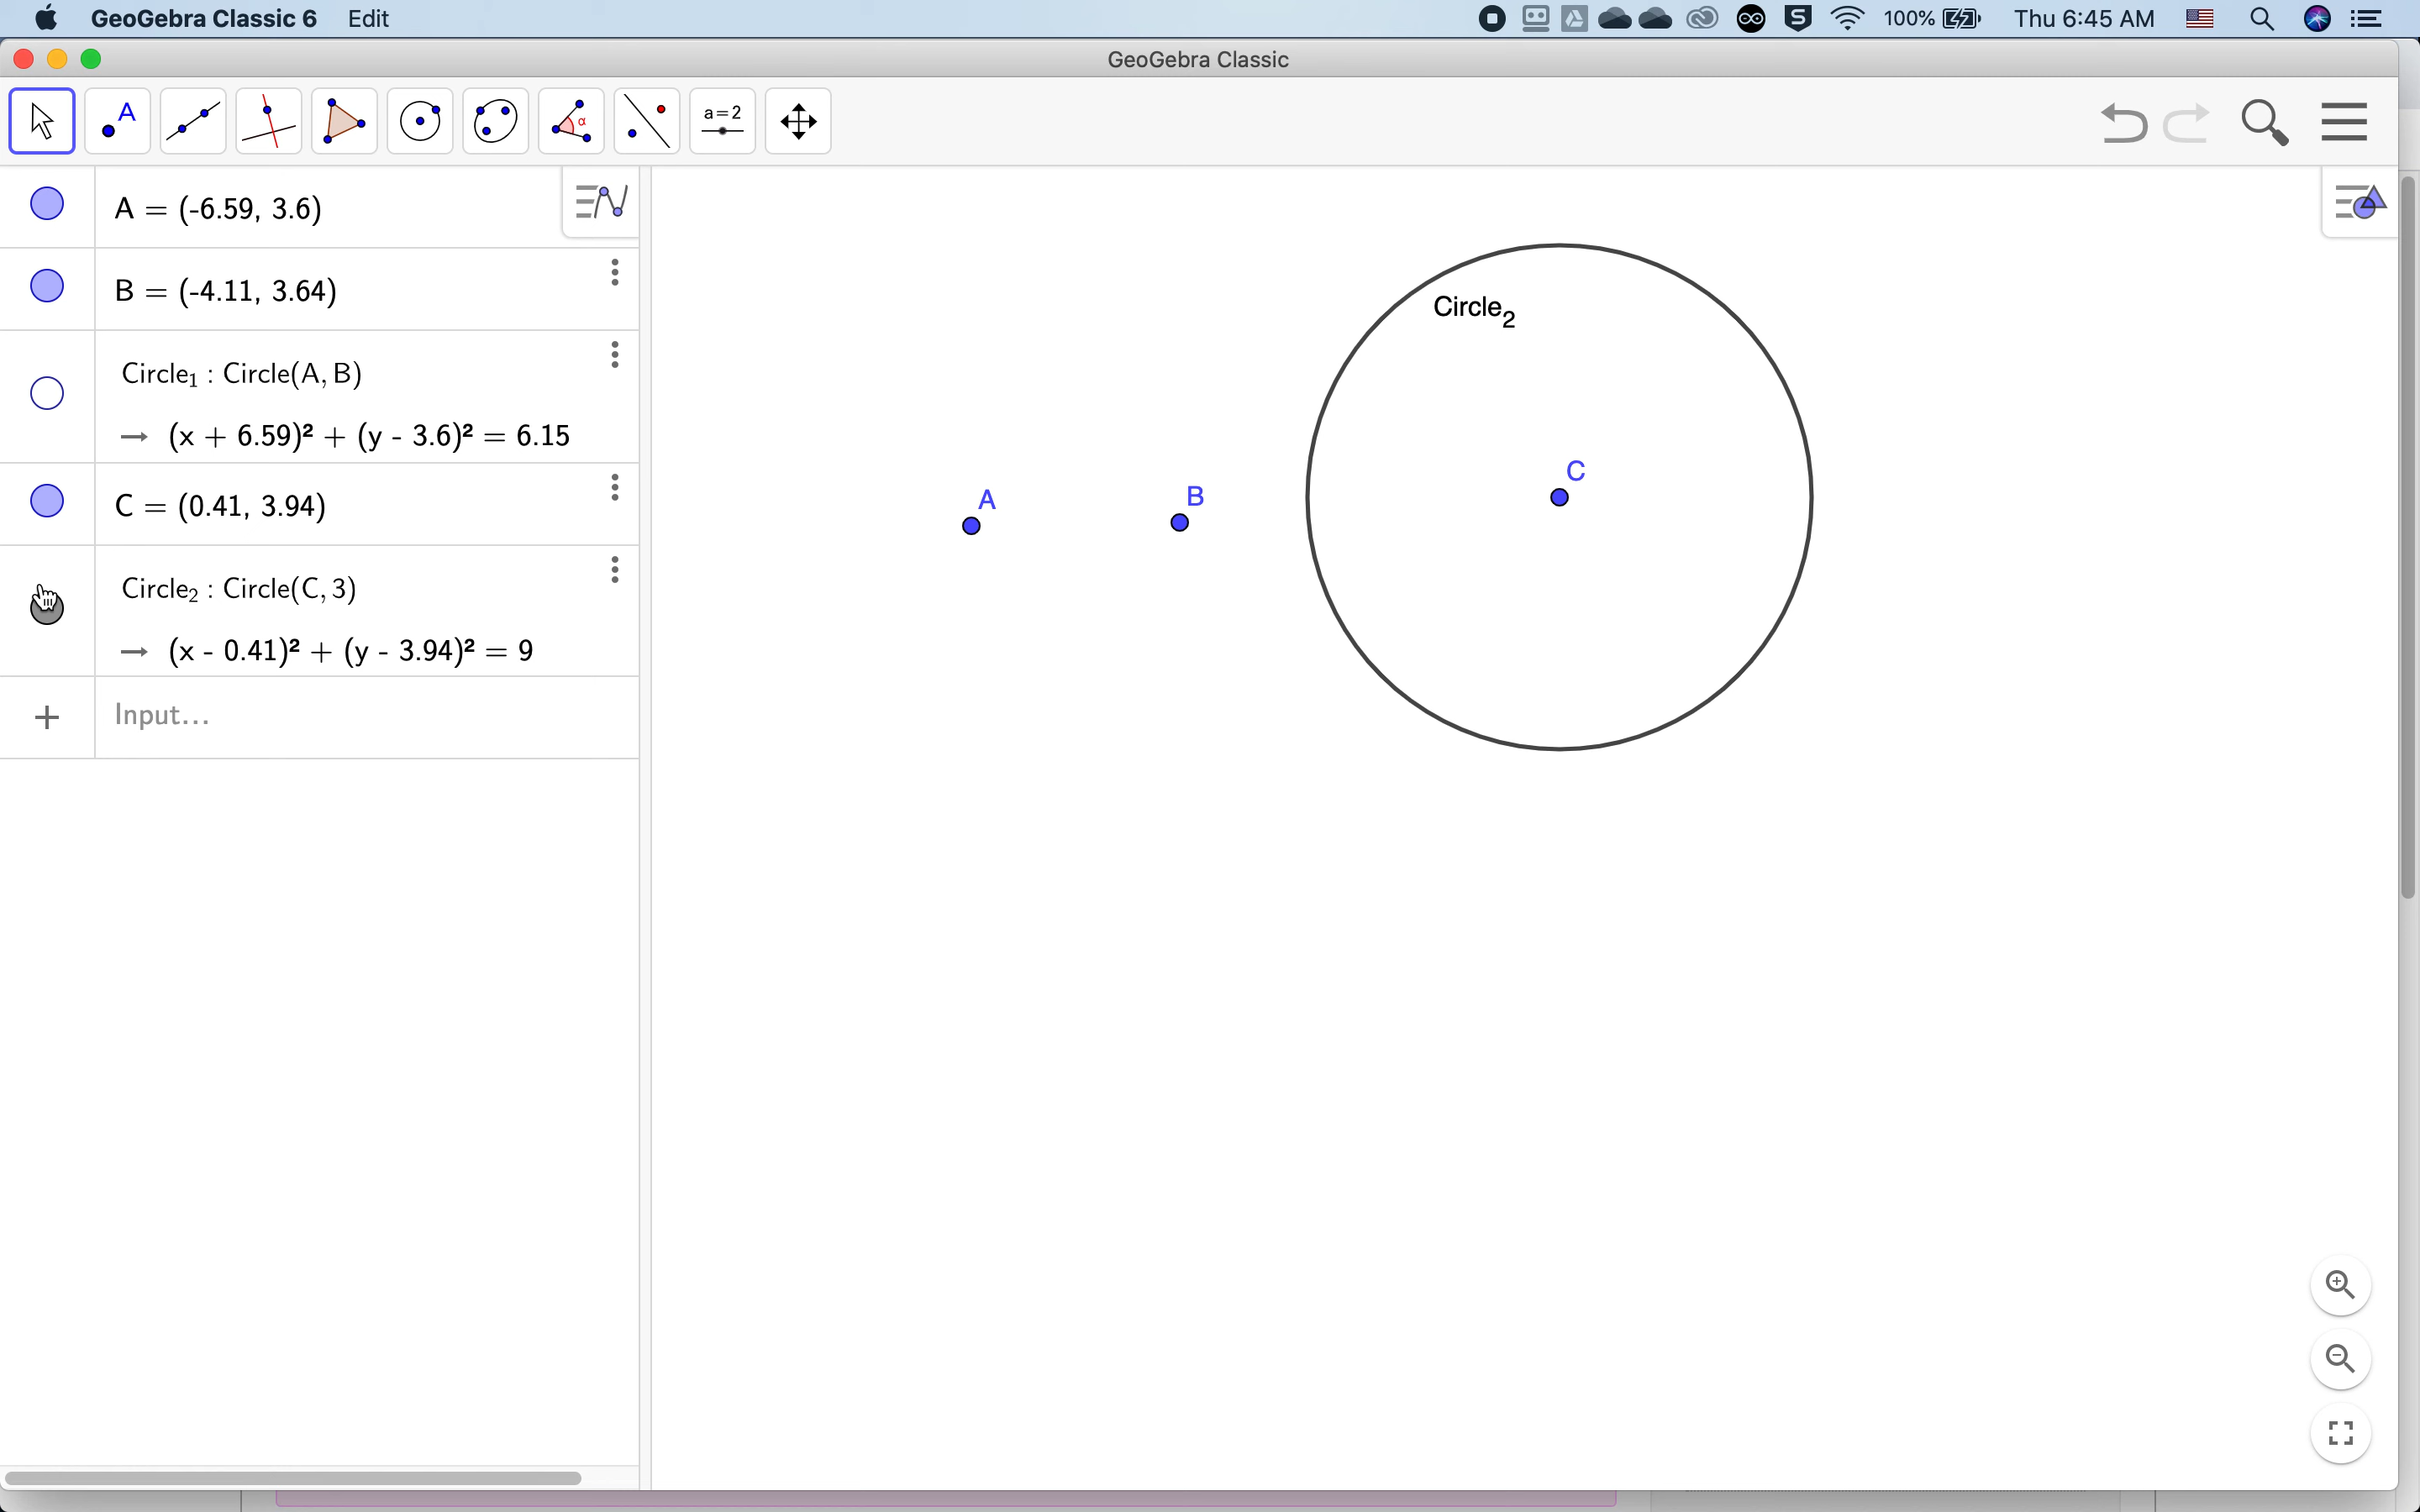 GeoGebra Classic 6 Edit 100% Thu 6:45 AM
GeoGebra Classic
A α a=2
A = (-6.59, 3.6)
B = (-4.11, 3.64)
Circle₁ : Circle(A, B)
→ (x + 6.59)² + (y - 3.6)² = 6.15
C = (0.41, 3.94)
Circle₂ : Circle(C, 3)
→ (x - 0.41)² + (y - 3.94)² = 9
+ Input...
Circle₂
C
A
B